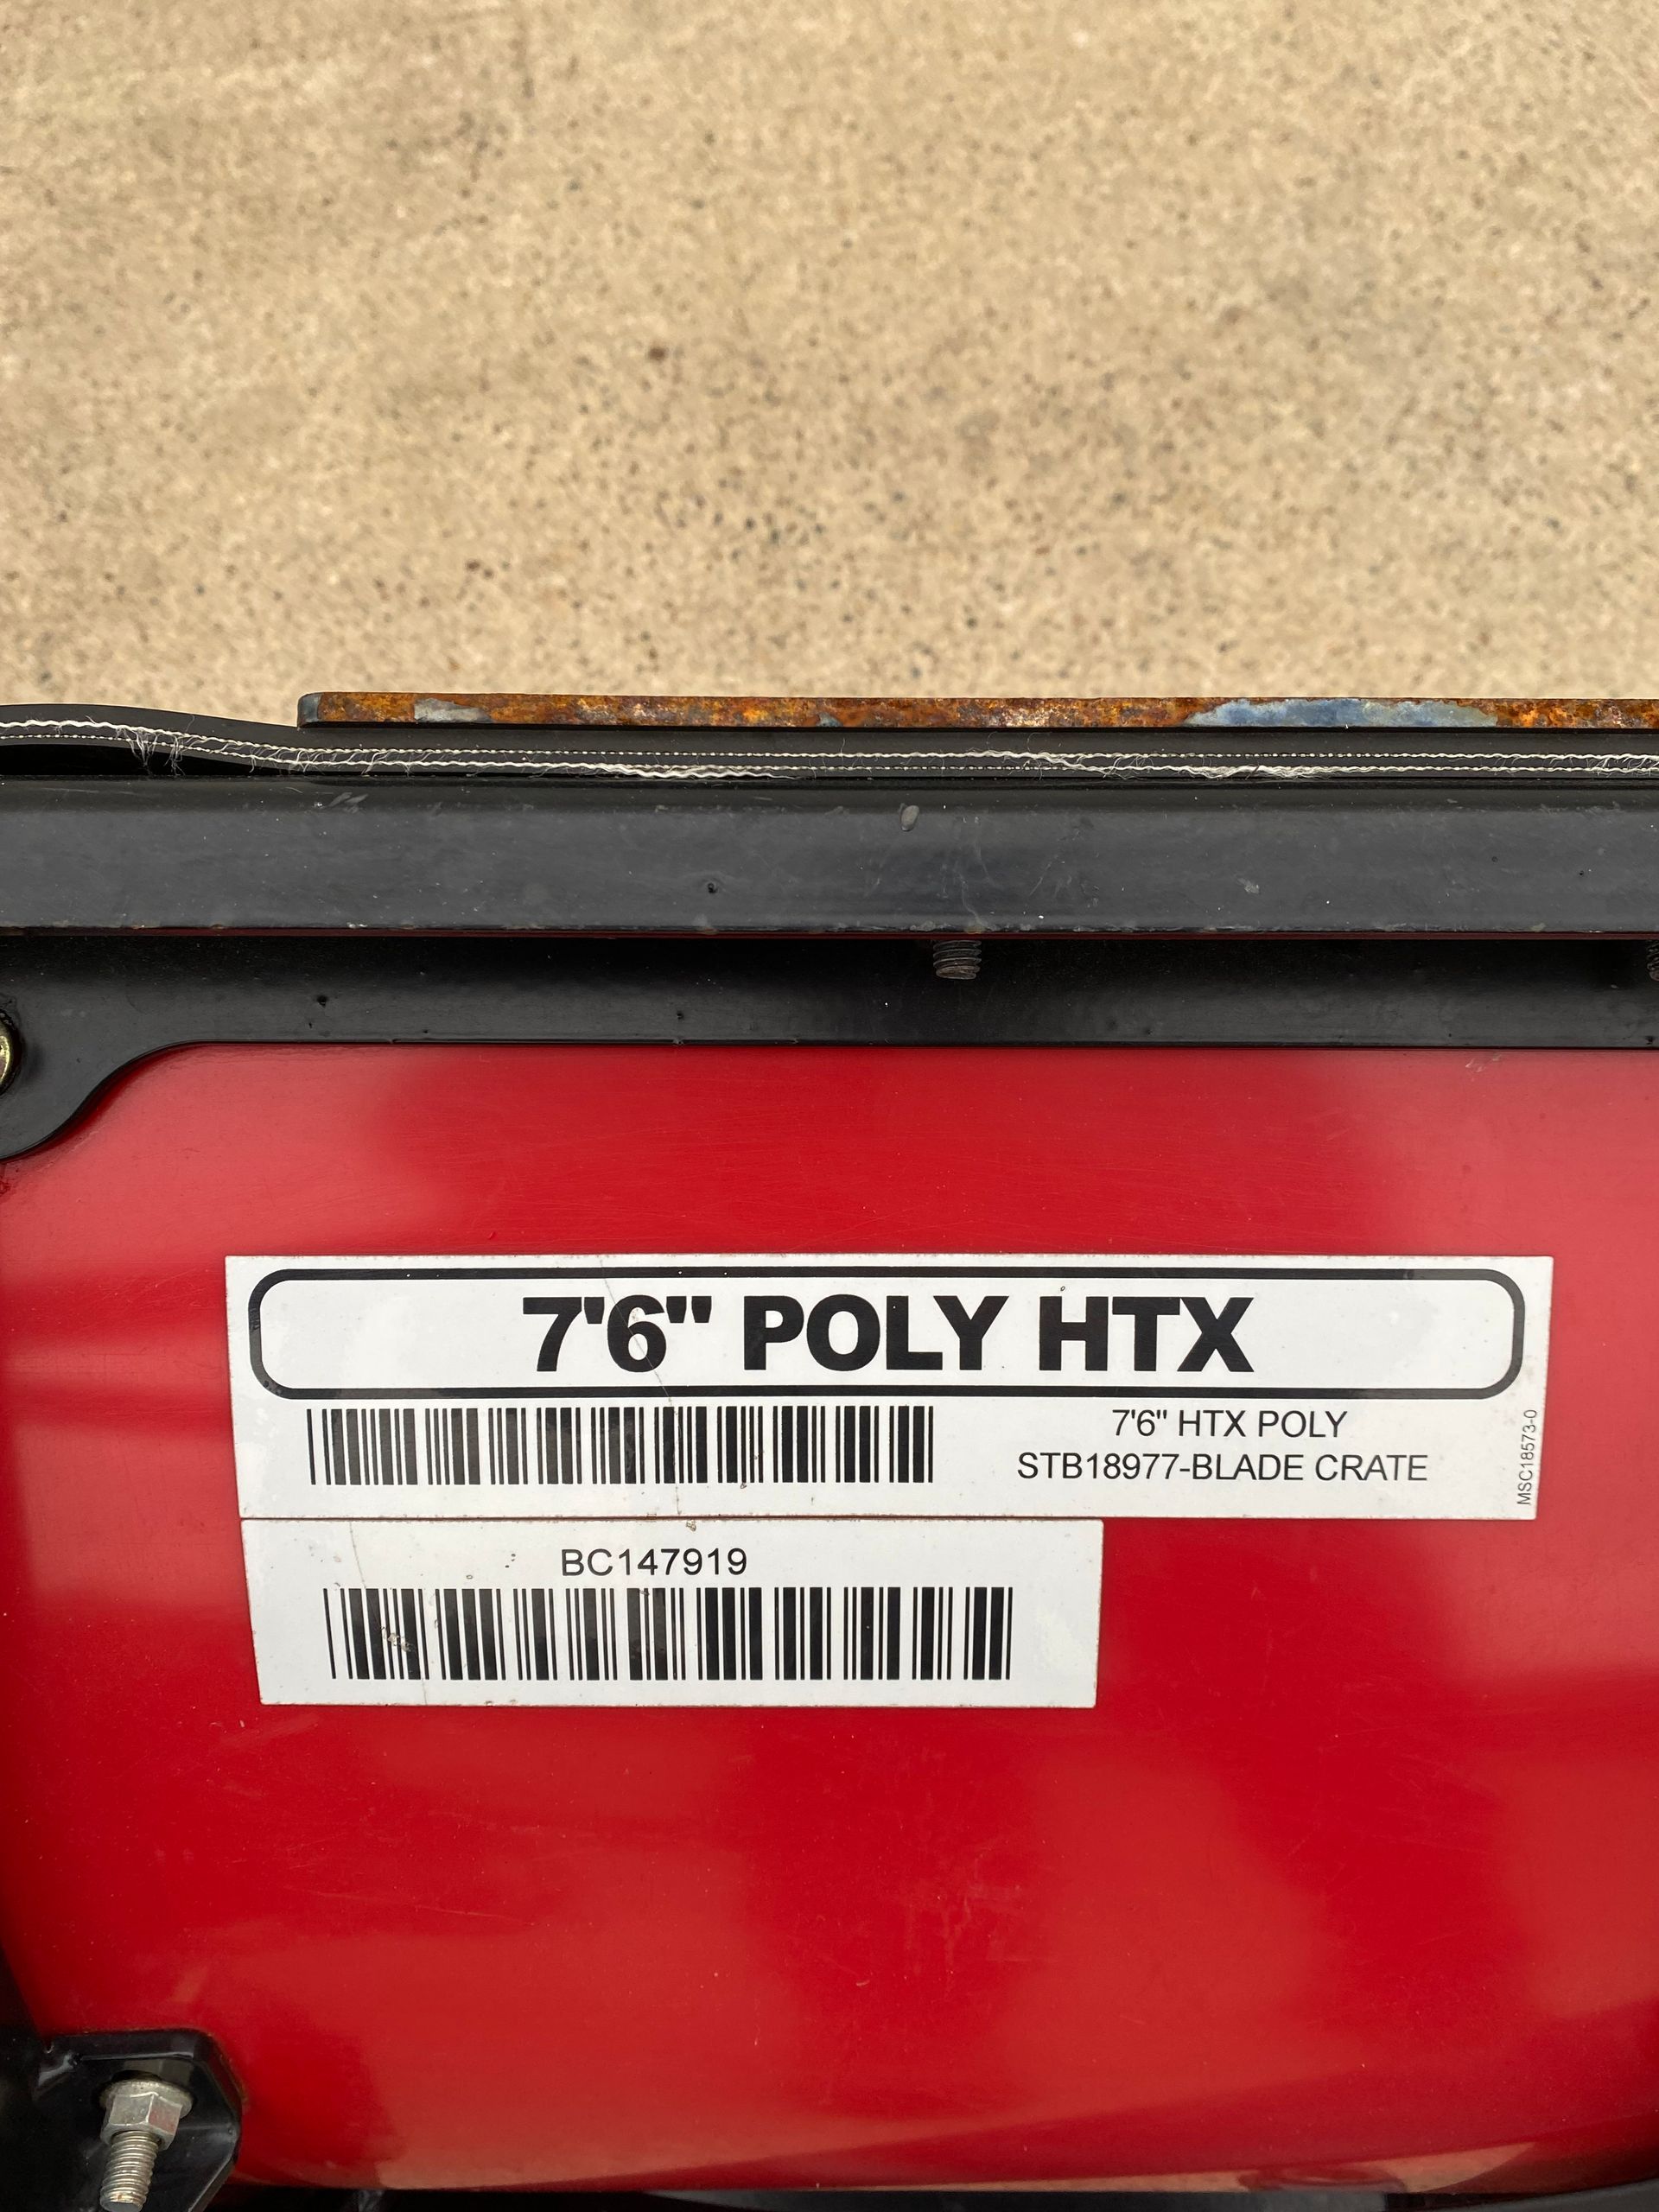 7'6" POLY HTX
7'6" HTX POLY
STB18977-BLADE CRATE
MSC18573-0
BC147919